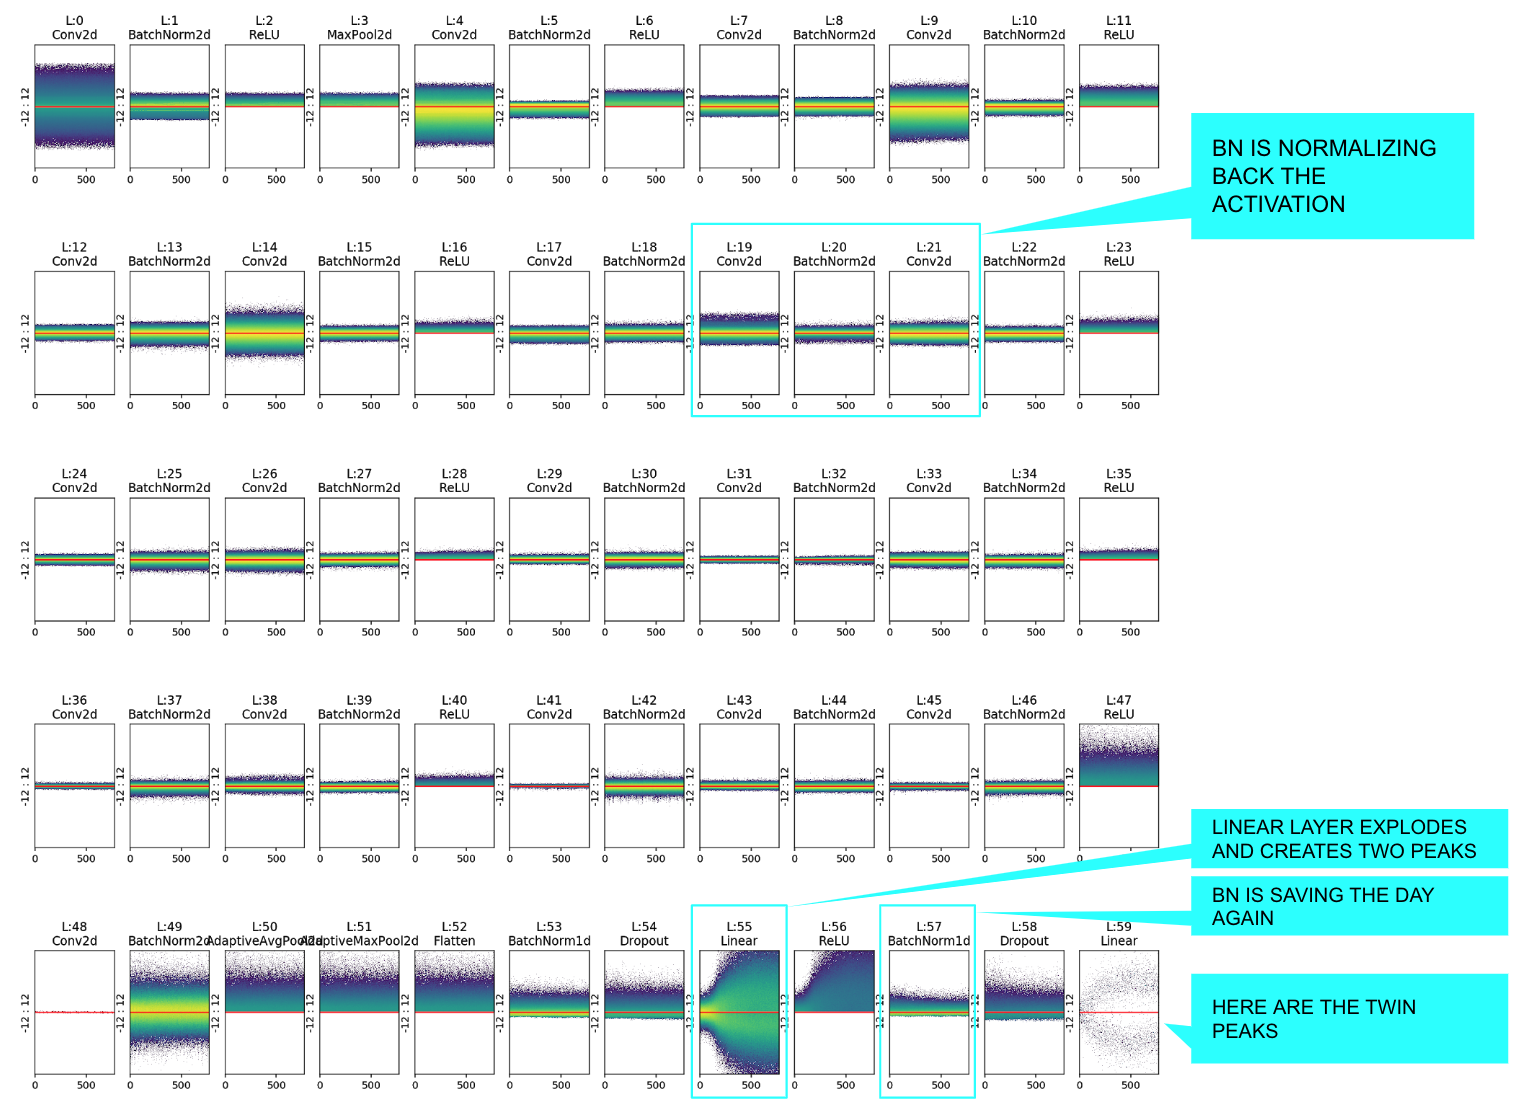 L:0 L:1 L:2 L:3 L:4 L:5 L:6 L:7 L:8 L:9 L:10 L:11
Conv2d BatchNorm2d ReLU MaxPool2d Conv2d BatchNorm2d ReLU Conv2d BatchNorm2d Conv2d BatchNorm2d ReLU
-12 : 12 -12 : 12 -12 : 12 -12 : 12 -12 : 12 -12 : 12 -12 : 12 -12 : 12 -12 : 12 -12 : 12 -12 : 12 -12 : 12
0 500 0 500 0 500 0 500 0 500 0 500 0 500 0 500 0 500 0 500 0 500 0 500
BN IS NORMALIZING
BACK THE
ACTIVATION
L:12 L:13 L:14 L:15 L:16 L:17 L:18 L:19 L:20 L:21 L:22 L:23
Conv2d BatchNorm2d Conv2d BatchNorm2d ReLU Conv2d BatchNorm2d Conv2d BatchNorm2d Conv2d BatchNorm2d ReLU
-12 : 12 -12 : 12 -12 : 12 -12 : 12 -12 : 12 -12 : 12 -12 : 12 -12 : 12 -12 : 12 -12 : 12 -12 : 12 -12 : 12
0 500 0 500 0 500 0 500 0 500 0 500 0 500 0 500 0 500 0 500 0 500 0 500
L:24 L:25 L:26 L:27 L:28 L:29 L:30 L:31 L:32 L:33 L:34 L:35
Conv2d BatchNorm2d Conv2d BatchNorm2d ReLU Conv2d BatchNorm2d Conv2d BatchNorm2d Conv2d BatchNorm2d ReLU
-12 : 12 -12 : 12 -12 : 12 -12 : 12 -12 : 12 -12 : 12 -12 : 12 -12 : 12 -12 : 12 -12 : 12 -12 : 12 -12 : 12
0 500 0 500 0 500 0 500 0 500 0 500 0 500 0 500 0 500 0 500 0 500 0 500
L:36 L:37 L:38 L:39 L:40 L:41 L:42 L:43 L:44 L:45 L:46 L:47
Conv2d BatchNorm2d Conv2d BatchNorm2d ReLU Conv2d BatchNorm2d Conv2d BatchNorm2d Conv2d BatchNorm2d ReLU
-12 : 12 -12 : 12 -12 : 12 -12 : 12 -12 : 12 -12 : 12 -12 : 12 -12 : 12 -12 : 12 -12 : 12 -12 : 12 -12 : 12
0 500 0 500 0 500 0 500 0 500 0 500 0 500 0 500 0 500 0 500 0 500 0 500
LINEAR LAYER EXPLODES
AND CREATES TWO PEAKS
BN IS SAVING THE DAY
AGAIN
L:48 L:49 L:50 L:51 L:52 L:53 L:54 L:55 L:56 L:57 L:58 L:59
Conv2d BatchNorm2d AdaptiveAvgPool2d AdaptiveMaxPool2d Flatten BatchNorm1d Dropout Linear ReLU BatchNorm1d Dropout Linear
-12 : 12 -12 : 12 -12 : 12 -12 : 12 -12 : 12 -12 : 12 -12 : 12 -12 : 12 -12 : 12 -12 : 12 -12 : 12 -12 : 12
0 500 0 500 0 500 0 500 0 500 0 500 0 500 0 500 0 500 0 500 0 500 0 500
HERE ARE THE TWIN
PEAKS